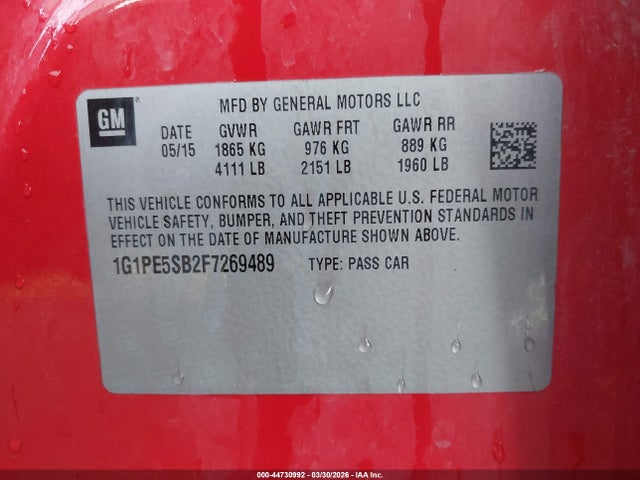 GM
MFD BY GENERAL MOTORS LLC
DATE GVWR GAWR FRT GAWR RR
05/15 1865 KG 976 KG 889 KG
4111 LB 2151 LB 1960 LB
THIS VEHICLE CONFORMS TO ALL APPLICABLE U.S. FEDERAL MOTOR
VEHICLE SAFETY, BUMPER, AND THEFT PREVENTION STANDARDS IN
EFFECT ON THE DATE OF MANUFACTURE SHOWN ABOVE.
1G1PE5SB2F7269489 TYPE: PASS CAR
000-44730992 - 03/30/2026 - IAA Inc.